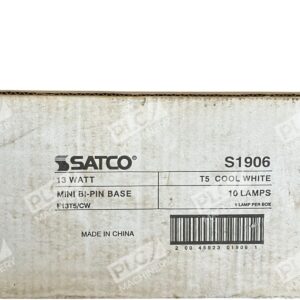 SATCO S1906
13 WATT T5 COOL WHITE
MINI BI-PIN BASE 10 LAMPS
F13T5/CW 1 LAMP PER BOX
MADE IN CHINA